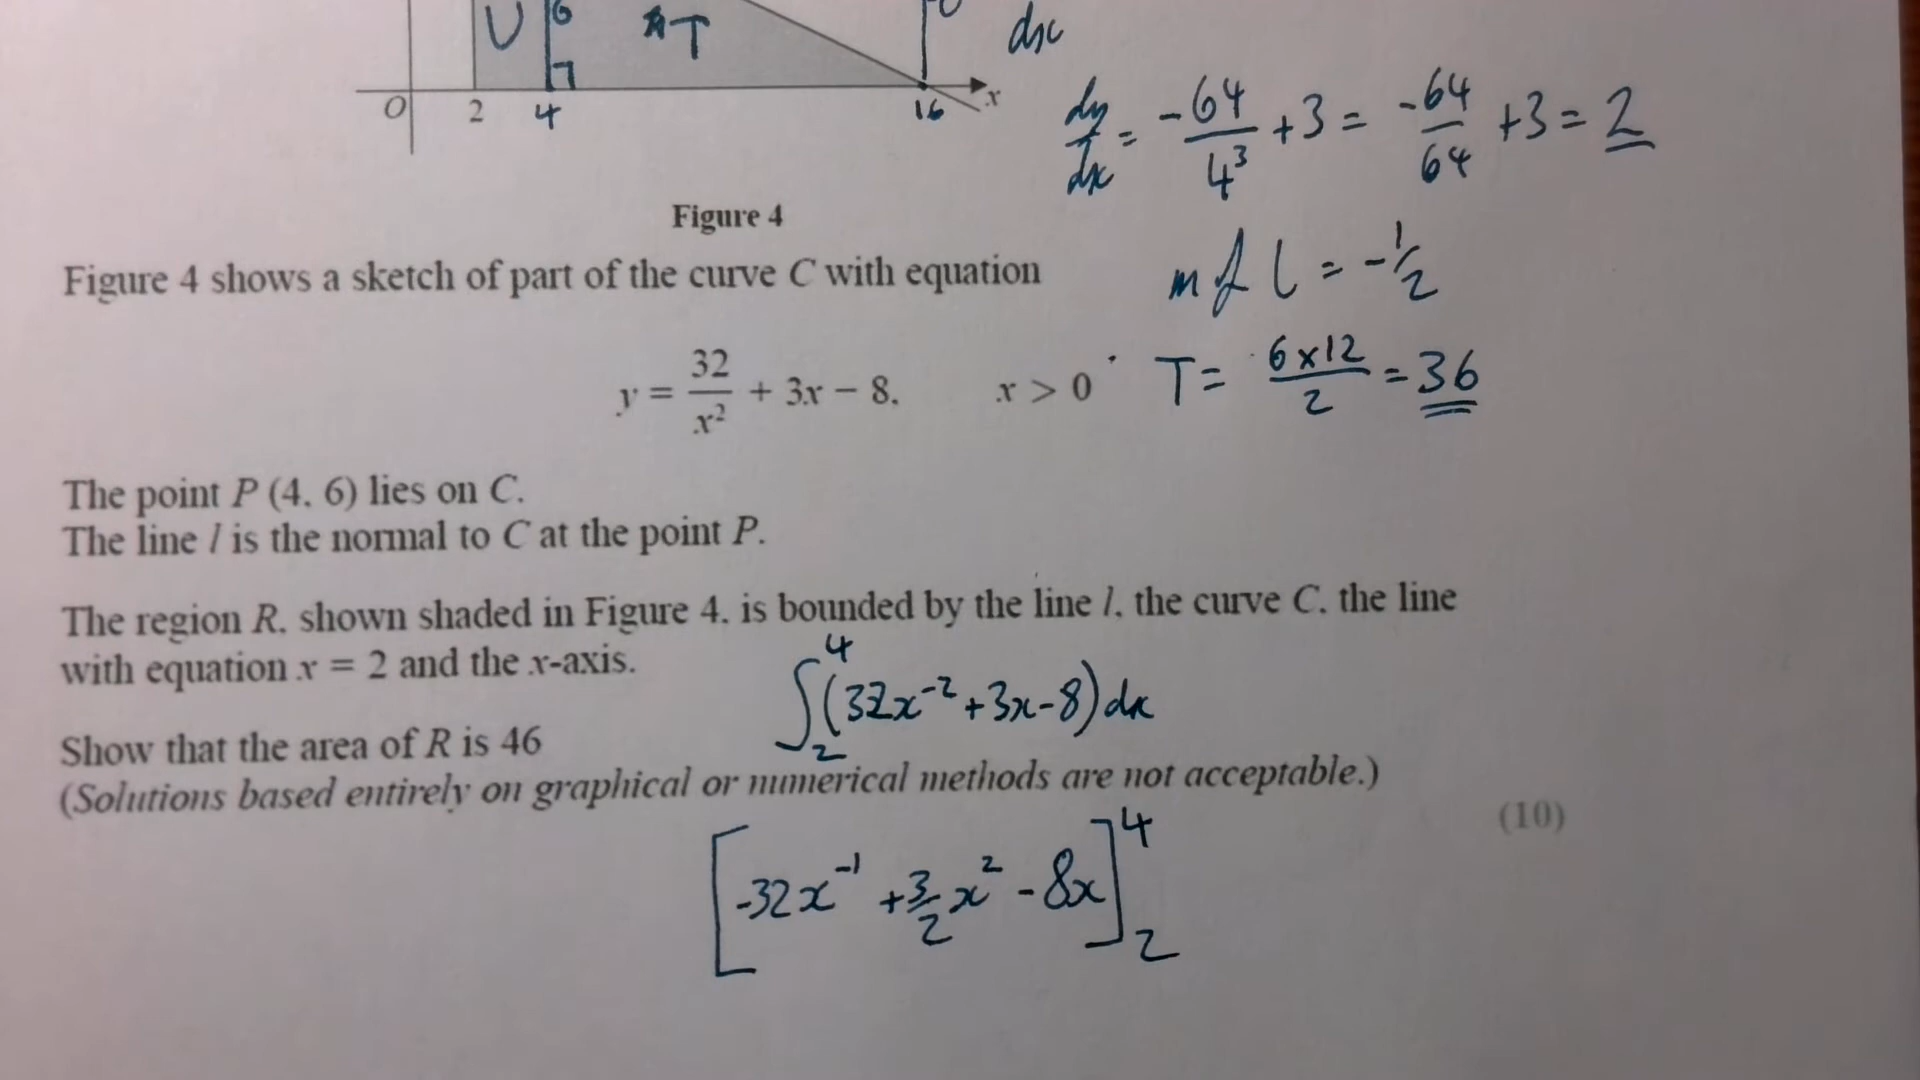 U 6 T
dx
O 2 4 16 x
dy/dx = -64/4³ + 3 = -64/64 + 3 = 2
Figure 4
Figure 4 shows a sketch of part of the curve C with equation
m of l = -1/2
y = 32/x² + 3x − 8, x > 0
T = 6×12/2 = 36
The point P (4, 6) lies on C.
The line l is the normal to C at the point P.
The region R, shown shaded in Figure 4, is bounded by the line l, the curve C, the line
with equation x = 2 and the x-axis.
∫₂⁴ (32x⁻² + 3x - 8) dx
Show that the area of R is 46
(Solutions based entirely on graphical or numerical methods are not acceptable.)
(10)
[-32x⁻¹ + 3/2 x² - 8x]₂⁴